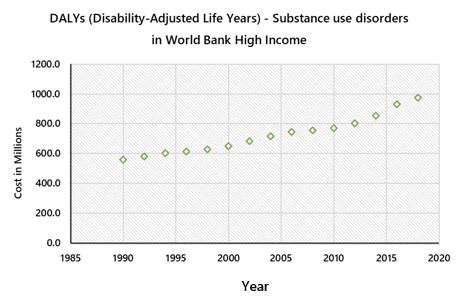 DALYs (Disability-Adjusted Life Years) - Substance use disorders
in World Bank High Income
1200.0
1000.0
800.0
600.0
400.0
200.0
.0
Cost in Millions
1985 1990 1995 2000 2005 2010 2015 2020
Year